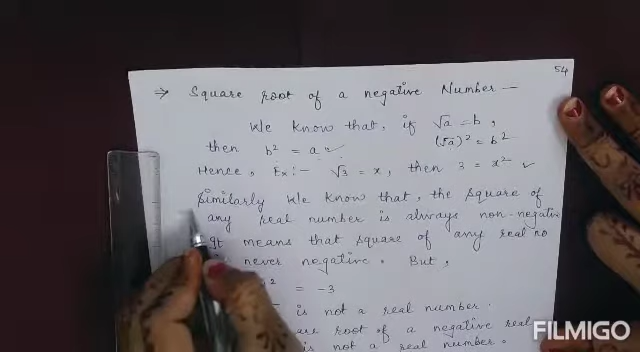 54
⇒ Square root of a negative Number –
We know that, if √a = b,
then b² = a ✓ (√a)² = b²
Hence, Ex:- √3 = x, then 3 = x² ✓
Similarly We know that, the square of
any real number is always non-negative
It means that square of any real no
never negative. But,
² = -3
is not a real number.
root of a negative real
is not a real number.
FILMIGO